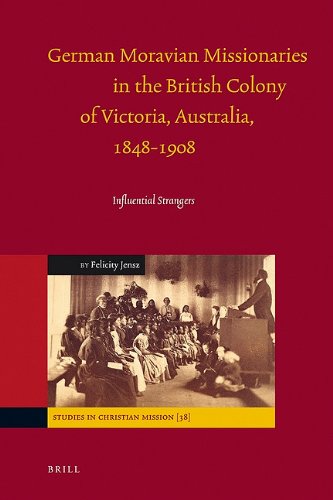 German Moravian Missionaries
in the British Colony
of Victoria, Australia,
1848-1908
Influential Strangers
BY Felicity Jensz
STUDIES IN CHRISTIAN MISSION [38]
BRILL